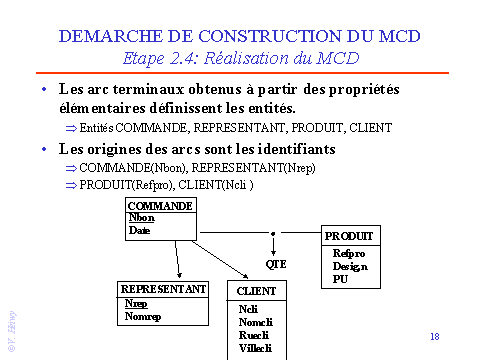 DEMARCHE DE CONSTRUCTION DU MCD
Etape 2.4: Réalisation du MCD
• Les arc terminaux obtenus à partir des propriétés
élémentaires définissent les entités.
⇒ Entités COMMANDE, REPRESENTANT, PRODUIT, CLIENT
• Les origines des arcs sont les identifiants
⇒ COMMANDE(Nbon), REPRESENTANT(Nrep)
⇒ PRODUIT(Refpro), CLIENT(Ncli )
COMMANDE
Nbon
Date
PRODUIT
Refpro
Design
PU
QTE
REPRESENTANT
Nrep
Nomrep
CLIENT
Ncli
Nomcli
Ruecli
Villecli
18